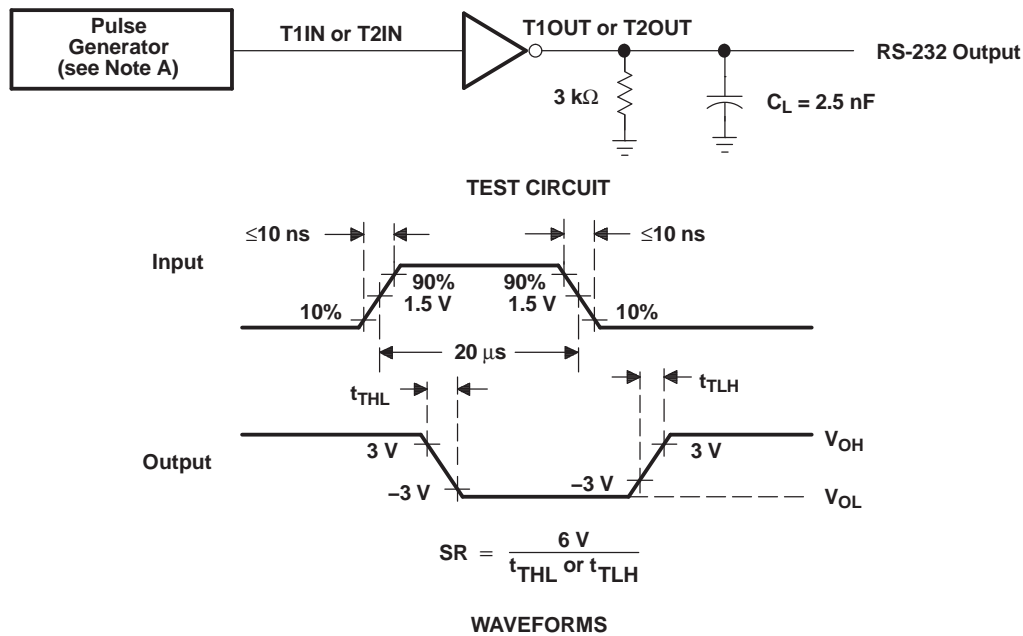 Pulse
Generator
(see Note A)
T1IN or T2IN
T1OUT or T2OUT
RS-232 Output
3 kΩ
C_L = 2.5 nF
TEST CIRCUIT
≤10 ns
≤10 ns
Input
90%
90%
1.5 V
1.5 V
10%
10%
20 μs
t_THL
t_TLH
Output
3 V
3 V
V_OH
–3 V
–3 V
V_OL
SR = 6 V
t_THL or t_TLH
WAVEFORMS